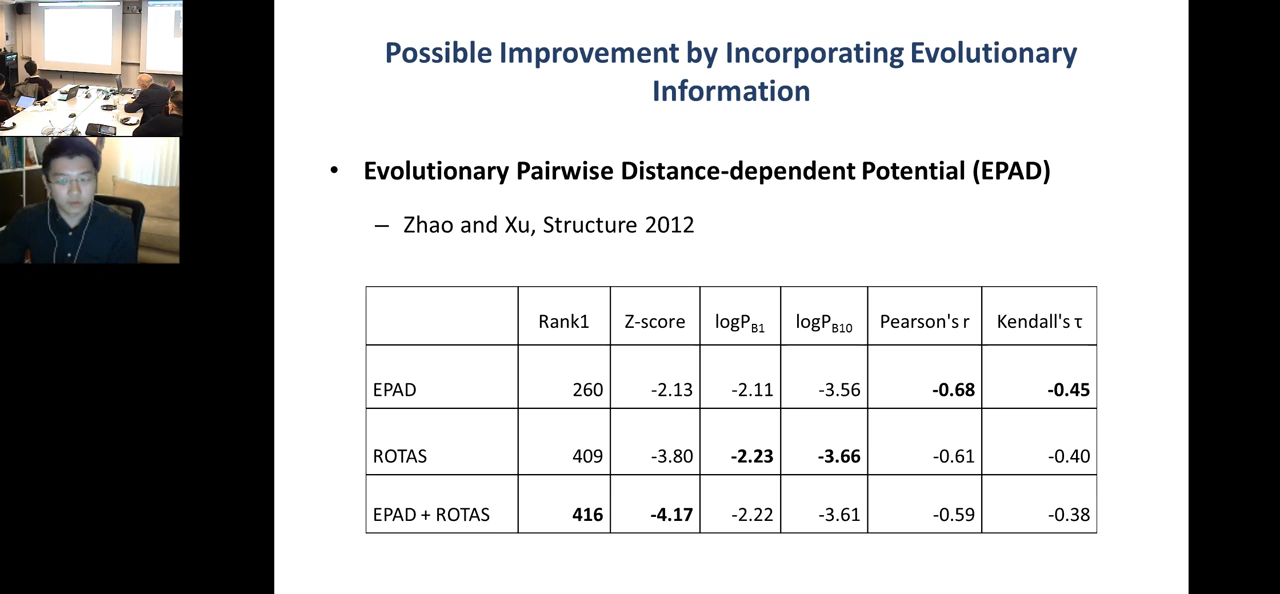 Possible Improvement by Incorporating Evolutionary
Information
• Evolutionary Pairwise Distance-dependent Potential (EPAD)
– Zhao and Xu, Structure 2012
Rank1 Z-score logP_B1 logP_B10 Pearson's r Kendall's τ
EPAD 260 -2.13 -2.11 -3.56 -0.68 -0.45
ROTAS 409 -3.80 -2.23 -3.66 -0.61 -0.40
EPAD + ROTAS 416 -4.17 -2.22 -3.61 -0.59 -0.38